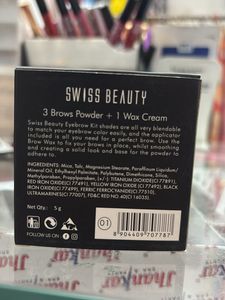 SWISS BEAUTY
3 Brows Powder + 1 Wax Cream
Swiss Beauty Eyebrow Kit shades are all very blendable
to match your eyebrow color easily, and the applicator
included is all you need for a perfect brow. Use the
Brow Wax to fix your brows in place, whilst smoothing
and creating a solid base for the powder to
adhere to.
INGREDIENTS: Mica, Talc, Magnesium Stearate, Paraffinum Liquidum/
Mineral Oil, Ethylhexyl Palmitate, Polybutene, Dimethicone, Silica,
Methylparaben, Propylparaben, (+/-): TITANIUM DIOXIDE(CI 77891),
RED IRON OXIDE(CI 77491), YELLOW IRON OXIDE (CI 77492), BLACK
IRON OXIDE(CI 77499), FERRIC FERROCYANIDE(CI 77510),
ULTRAMARINES(CI 77007), FD&C RED NO. 40(CI 16035).
Net Qty.: 5 g
FOLLOW US ON
01
8 904409 707787
Jhankar
Jhankar